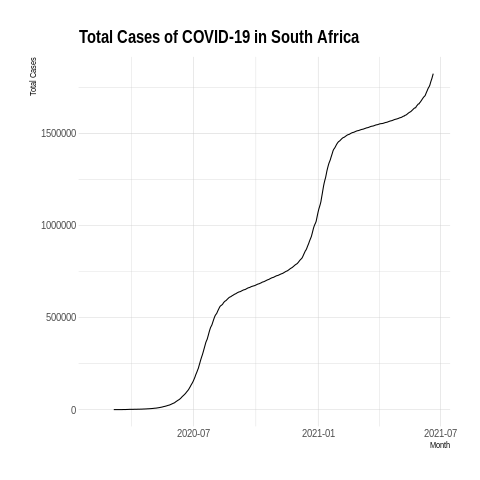 Total Cases of COVID-19 in South Africa
Total Cases
1500000
1000000
500000
0
2020-07
2021-01
2021-07
Month